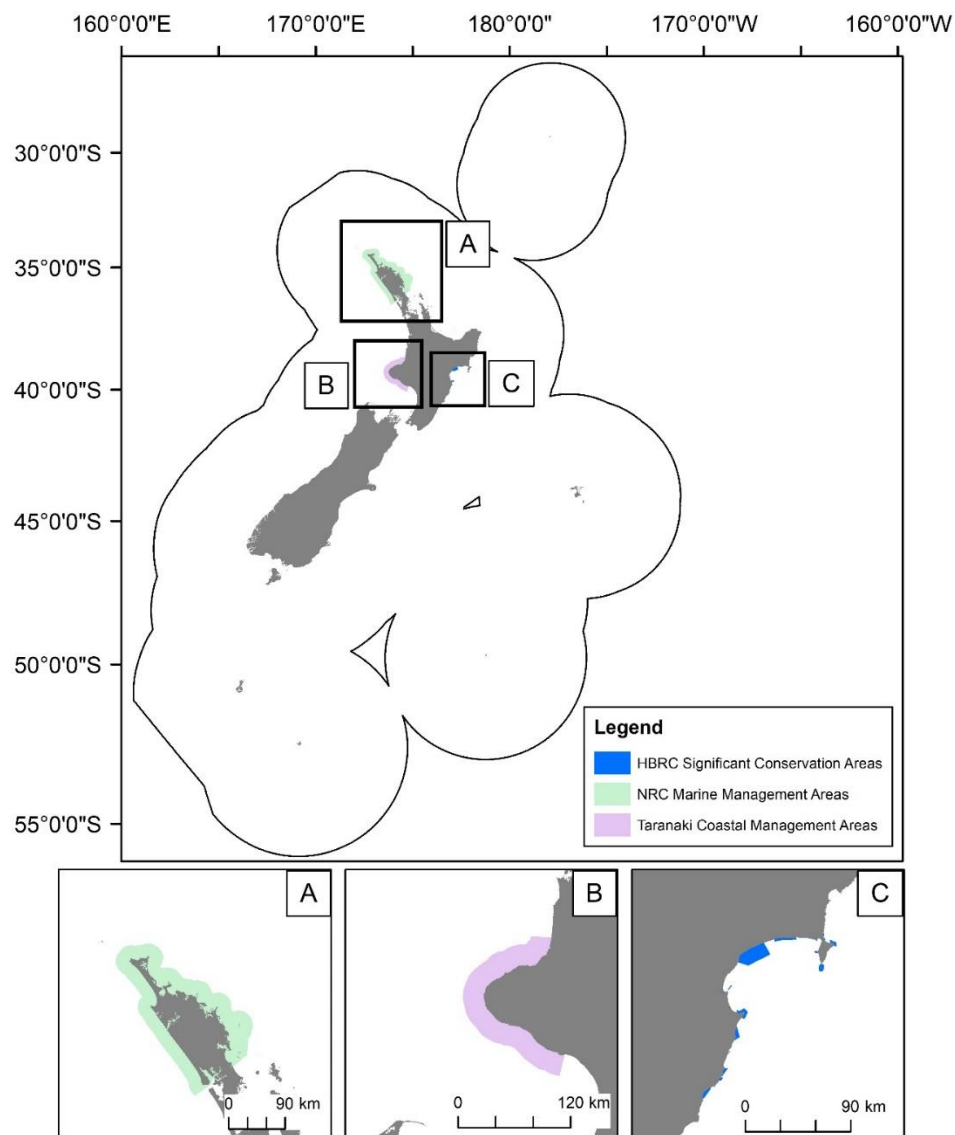 160°0'0"E 170°0'0"E 180°0'0" 170°0'0"W 160°0'0"W
30°0'0"S
A
35°0'0"S
B
C
40°0'0"S
45°0'0"S
50°0'0"S
55°0'0"S
Legend
HBRC Significant Conservation Areas
NRC Marine Management Areas
Taranaki Coastal Management Areas
A
0 90 km
B
0 120 km
C
0 90 km